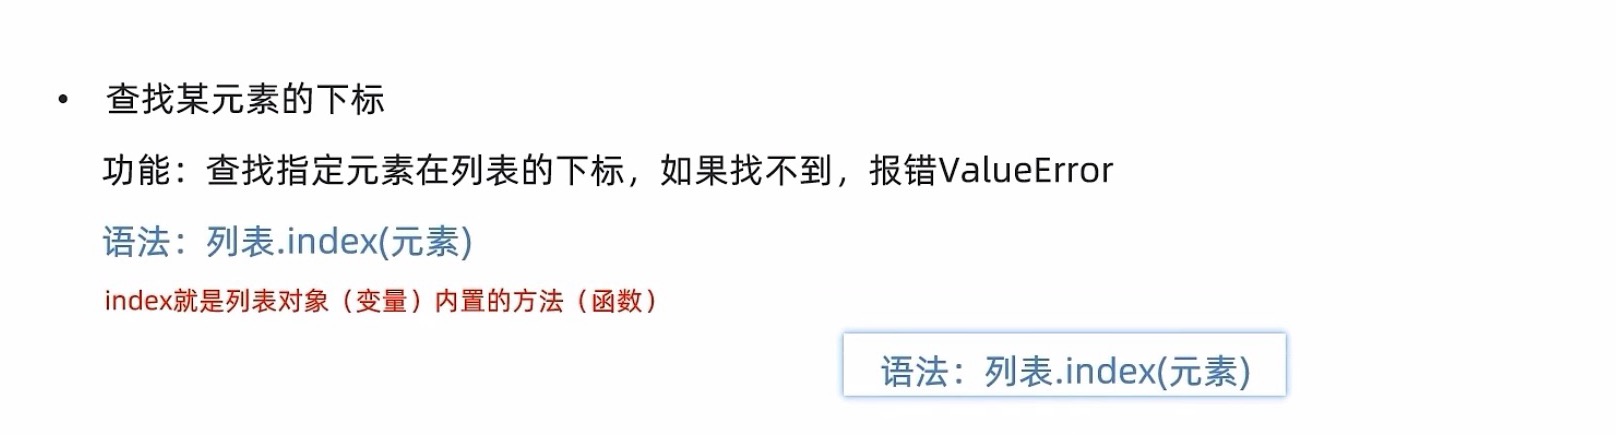 • 查找某元素的下标
功能：查找指定元素在列表的下标，如果找不到，报错ValueError
语法：列表.index(元素)
index就是列表对象（变量）内置的方法（函数）
语法：列表.index(元素)